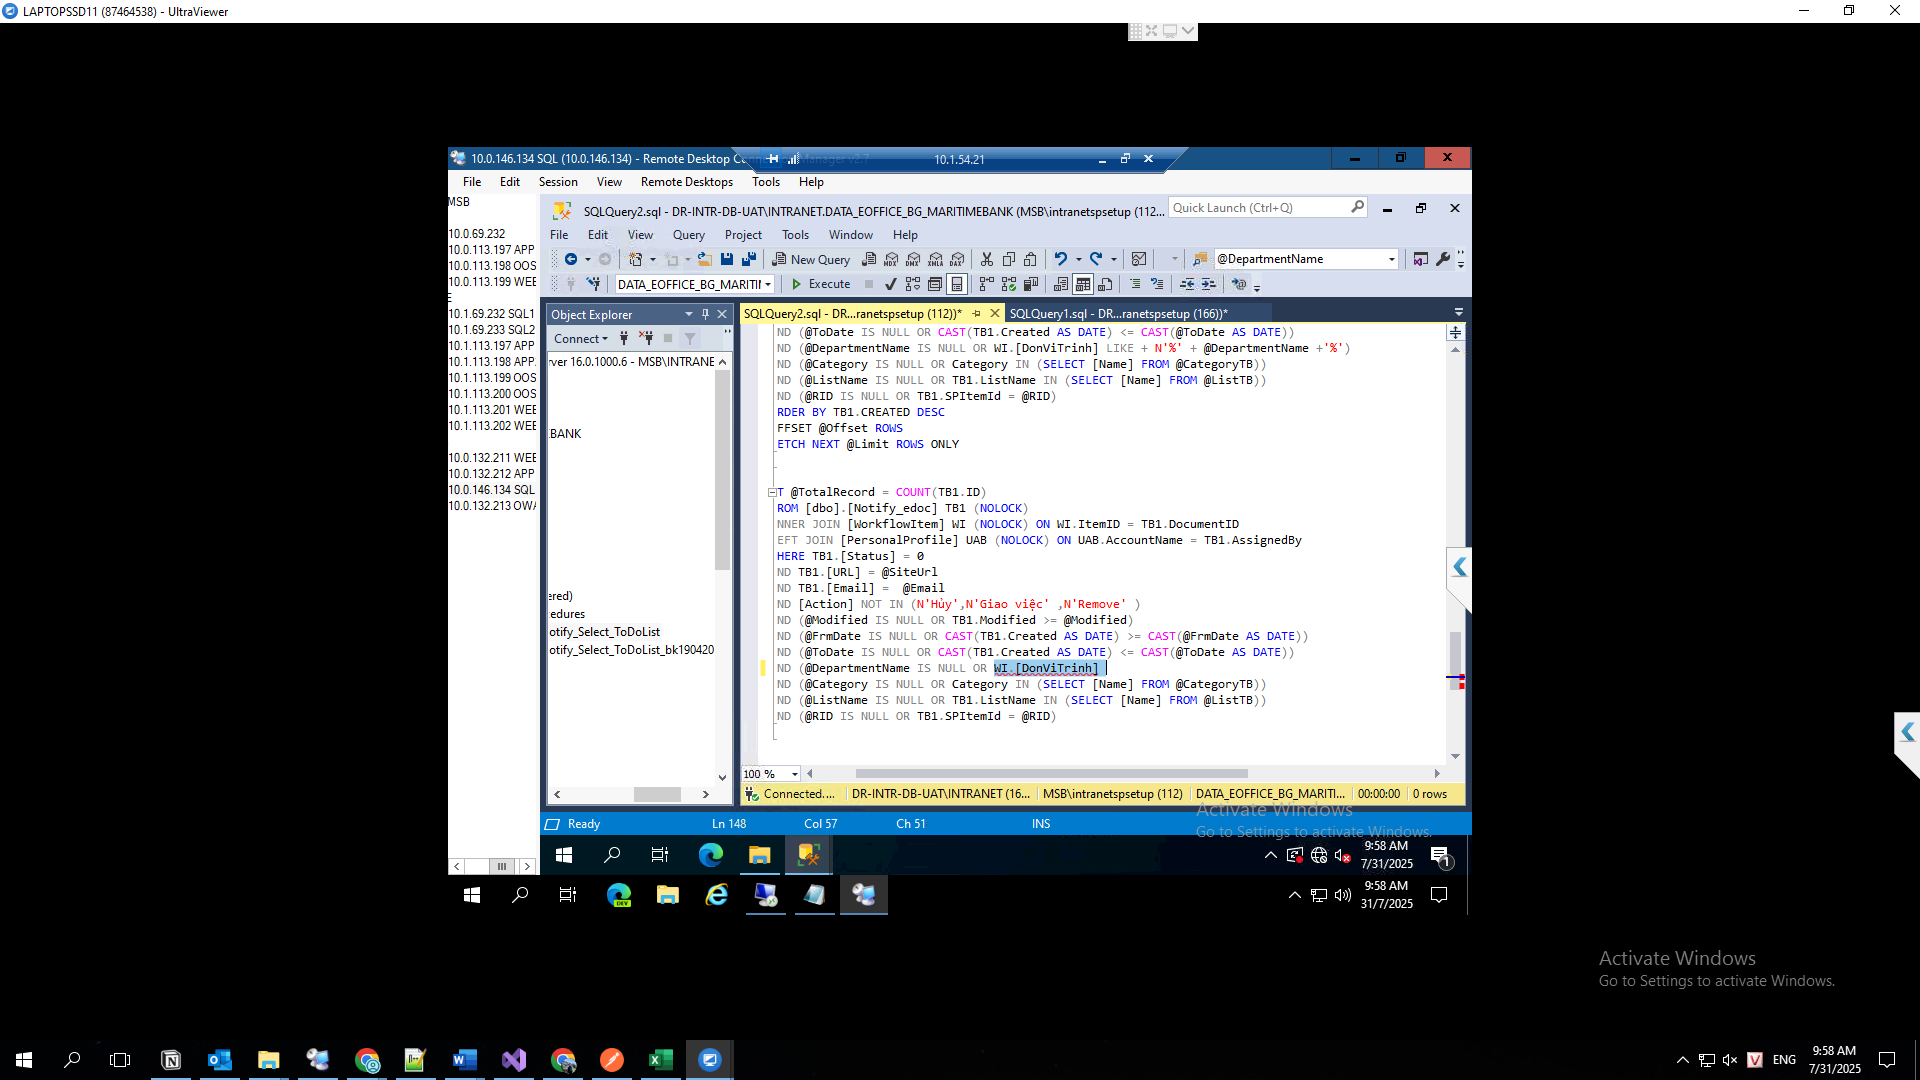 LAPTOPSSD11 (87464538) - UltraViewer
10.0.146.134 SQL (10.0.146.134) - Remote Desktop Connection Manager v2.7
10.1.54.21
File Edit Session View Remote Desktops Tools Help
MSB
10.0.69.232
10.0.113.197 APP
10.0.113.198 OOS
10.0.113.199 WEE
E
10.1.69.232 SQL1
10.1.69.233 SQL2
10.1.113.197 APP
10.1.113.198 APP
10.1.113.199 OOS
10.1.113.200 OOS
10.1.113.201 WEE
10.1.113.202 WEE
10.0.132.211 WEE
10.0.132.212 APP
10.0.146.134 SQL
10.0.132.213 OWA
SQLQuery2.sql - DR-INTR-DB-UAT\INTRANET.DATA_EOFFICE_BG_MARITIMEBANK (MSB\intranetspsetup (112...
Quick Launch (Ctrl+Q)
File Edit View Query Project Tools Window Help
New Query
MDX DMX XMLA DAX
@DepartmentName
DATA_EOFFICE_BG_MARITIM
Execute
Object Explorer
Connect
rver 16.0.1000.6 - MSB\INTRANE
EBANK
ered)
cedures
otify_Select_ToDoList
otify_Select_ToDoList_bk190420
SQLQuery2.sql - DR...ranetspsetup (112))*
SQLQuery1.sql - DR...ranetspsetup (166))*
ND (@ToDate IS NULL OR CAST(TB1.Created AS DATE) <= CAST(@ToDate AS DATE))
ND (@DepartmentName IS NULL OR WI.[DonViTrinh] LIKE + N'%' + @DepartmentName +'%')
ND (@Category IS NULL OR Category IN (SELECT [Name] FROM @CategoryTB))
ND (@ListName IS NULL OR TB1.ListName IN (SELECT [Name] FROM @ListTB))
ND (@RID IS NULL OR TB1.SPItemId = @RID)
RDER BY TB1.CREATED DESC
FFSET @Offset ROWS
ETCH NEXT @Limit ROWS ONLY
T @TotalRecord = COUNT(TB1.ID)
ROM [dbo].[Notify_edoc] TB1 (NOLOCK)
NNER JOIN [WorkflowItem] WI (NOLOCK) ON WI.ItemID = TB1.DocumentID
EFT JOIN [PersonalProfile] UAB (NOLOCK) ON UAB.AccountName = TB1.AssignedBy
HERE TB1.[Status] = 0
ND TB1.[URL] = @SiteUrl
ND TB1.[Email] =  @Email
ND [Action] NOT IN (N'Hủy',N'Giao việc' ,N'Remove' )
ND (@Modified IS NULL OR TB1.Modified >= @Modified)
ND (@FrmDate IS NULL OR CAST(TB1.Created AS DATE) >= CAST(@FrmDate AS DATE))
ND (@ToDate IS NULL OR CAST(TB1.Created AS DATE) <= CAST(@ToDate AS DATE))
ND (@DepartmentName IS NULL OR WI.[DonViTrinh]
ND (@Category IS NULL OR Category IN (SELECT [Name] FROM @CategoryTB))
ND (@ListName IS NULL OR TB1.ListName IN (SELECT [Name] FROM @ListTB))
ND (@RID IS NULL OR TB1.SPItemId = @RID)
100 %
Connected....
DR-INTR-DB-UAT\INTRANET (16...
MSB\intranetspsetup (112)
DATA_EOFFICE_BG_MARITI...
00:00:00
0 rows
Activate Windows
Go to Settings to activate Windows.
Ready Ln 148 Col 57 Ch 51 INS
9:58 AM
7/31/2025
1
DEV
9:58 AM
31/7/2025
Activate Windows
Go to Settings to activate Windows.
V
ENG
9:58 AM
7/31/2025